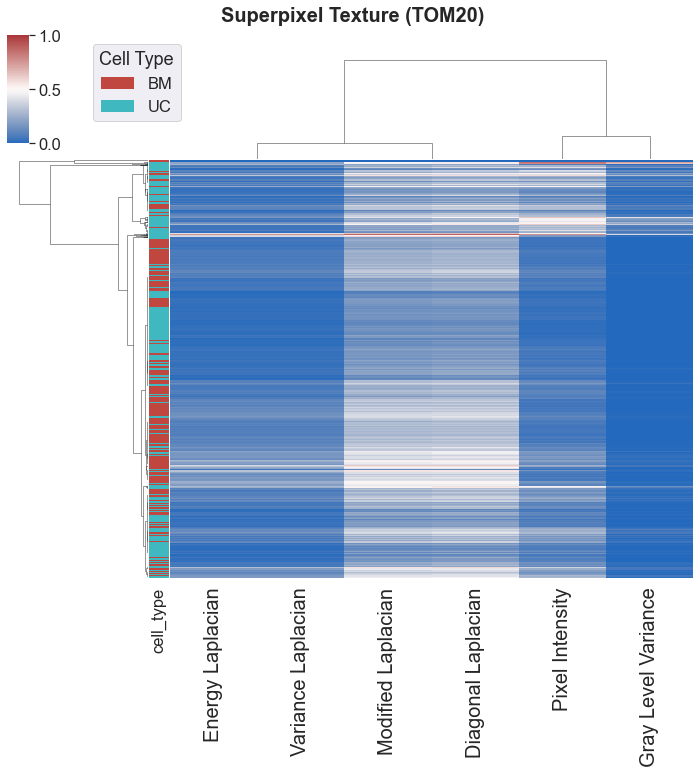 Superpixel Texture (TOM20)
1.0
0.5
0.0
Cell Type
BM
UC
cell_type
Energy Laplacian
Variance Laplacian
Modified Laplacian
Diagonal Laplacian
Pixel Intensity
Gray Level Variance